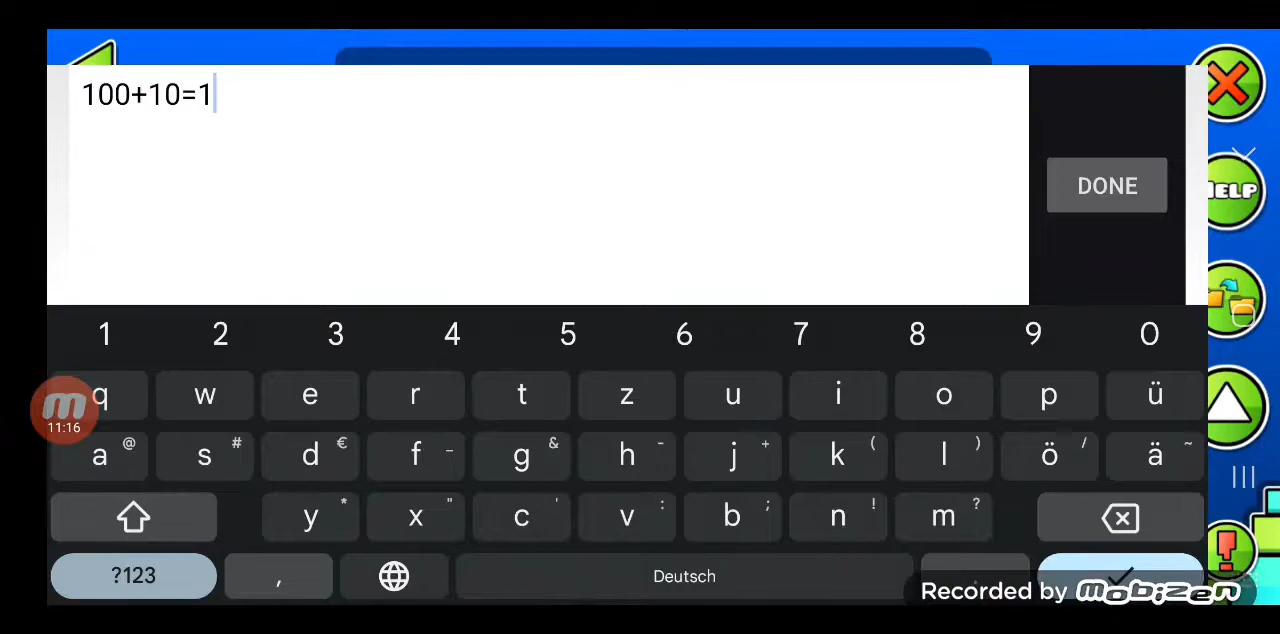 100+10=1
DONE
HELP
1 2 3 4 5 6 7 8 9 0
q w e r t z u i o p ü
11:16
a @ s # d € f _ g & h - j + k ( l ) ö / ä ~
y * x " c ' v : b ; n ! m ?
?123 , Deutsch .
Recorded by mobizen